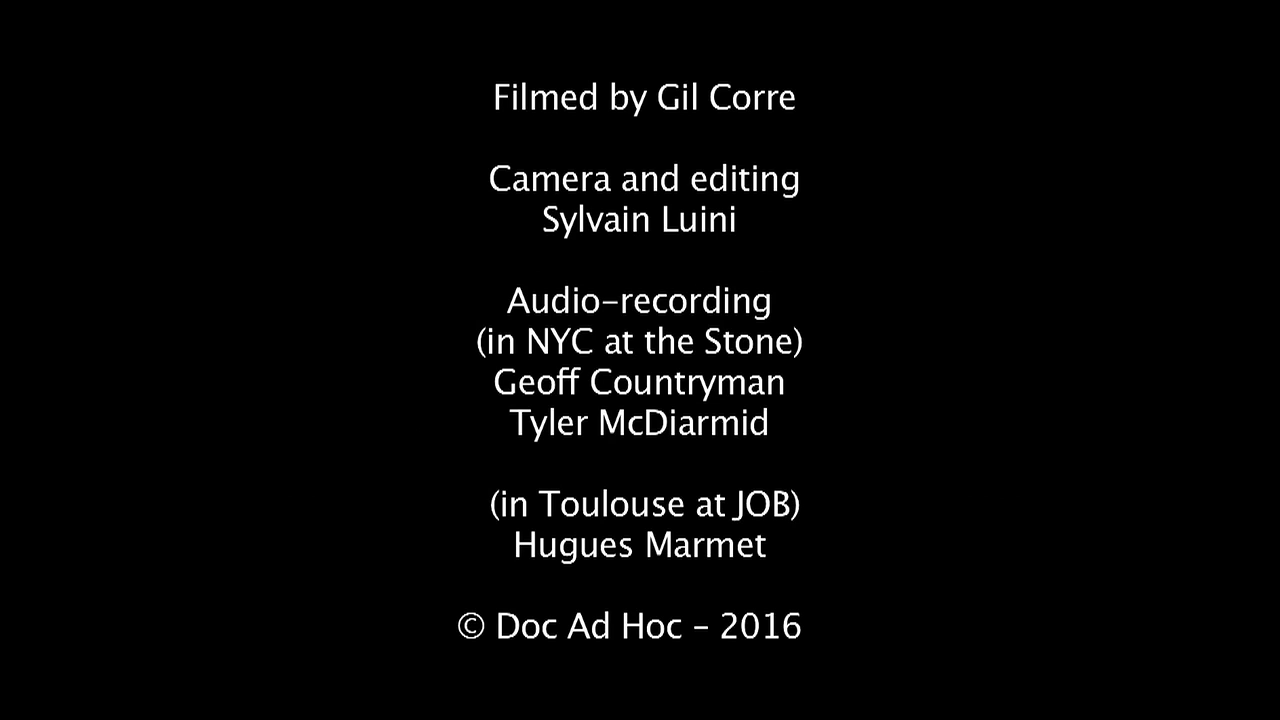 Filmed by Gil Corre
Camera and editing
Sylvain Luini
Audio-recording
(in NYC at the Stone)
Geoff Countryman
Tyler McDiarmid
(in Toulouse at JOB)
Hugues Marmet
© Doc Ad Hoc - 2016